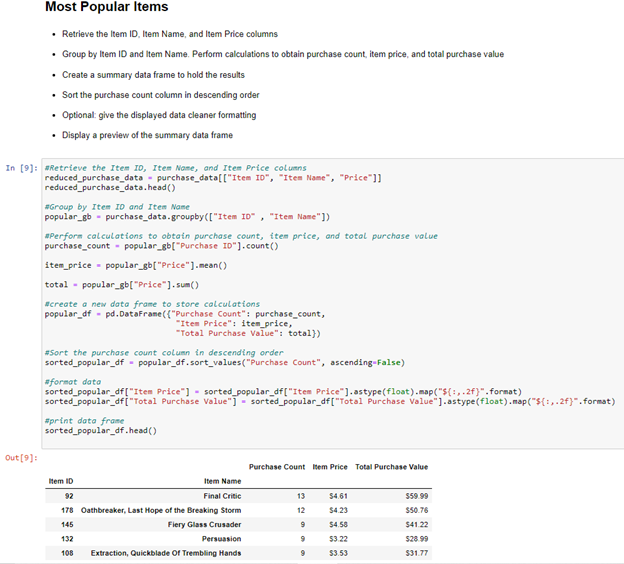 Most Popular Items
• Retrieve the Item ID, Item Name, and Item Price columns
• Group by Item ID and Item Name. Perform calculations to obtain purchase count, item price, and total purchase value
• Create a summary data frame to hold the results
• Sort the purchase count column in descending order
• Optional: give the displayed data cleaner formatting
• Display a preview of the summary data frame
In [9]: #Retrieve the Item ID, Item Name, and Item Price columns
reduced_purchase_data = purchase_data[["Item ID", "Item Name", "Price"]]
reduced_purchase_data.head()
#Group by Item ID and Item Name
popular_gb = purchase_data.groupby(["Item ID" , "Item Name"])
#Perform calculations to obtain purchase count, item price, and total purchase value
purchase_count = popular_gb["Purchase ID"].count()
item_price = popular_gb["Price"].mean()
total = popular_gb["Price"].sum()
#create a new data frame to store calculations
popular_df = pd.DataFrame({"Purchase Count": purchase_count,
"Item Price": item_price,
"Total Purchase Value": total})
#Sort the purchase count column in descending order
sorted_popular_df = popular_df.sort_values("Purchase Count", ascending=False)
#format data
sorted_popular_df["Item Price"] = sorted_popular_df["Item Price"].astype(float).map("${:,.2f}".format)
sorted_popular_df["Total Purchase Value"] = sorted_popular_df["Total Purchase Value"].astype(float).map("${:,.2f}".format)
#print data frame
sorted_popular_df.head()
Out[9]:
Purchase Count Item Price Total Purchase Value
Item ID Item Name
92 Final Critic 13 $4.61 $59.99
178 Oathbreaker, Last Hope of the Breaking Storm 12 $4.23 $50.76
145 Fiery Glass Crusader 9 $4.58 $41.22
132 Persuasion 9 $3.22 $28.99
108 Extraction, Quickblade Of Trembling Hands 9 $3.53 $31.77